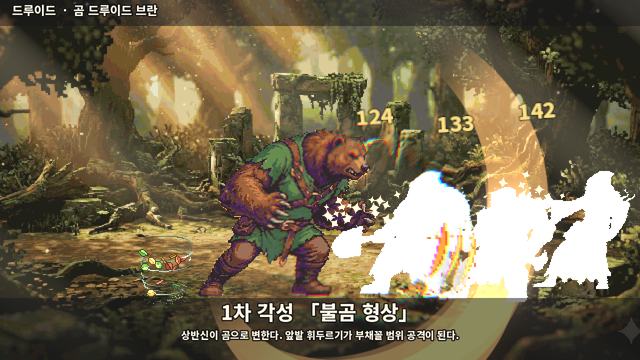 드루이드 · 곰 드루이드 브란
124
133
142
1차 각성 「불곰 형상」
상반신이 곰으로 변한다. 앞발 휘두르기가 부채꼴 범위 공격이 된다.